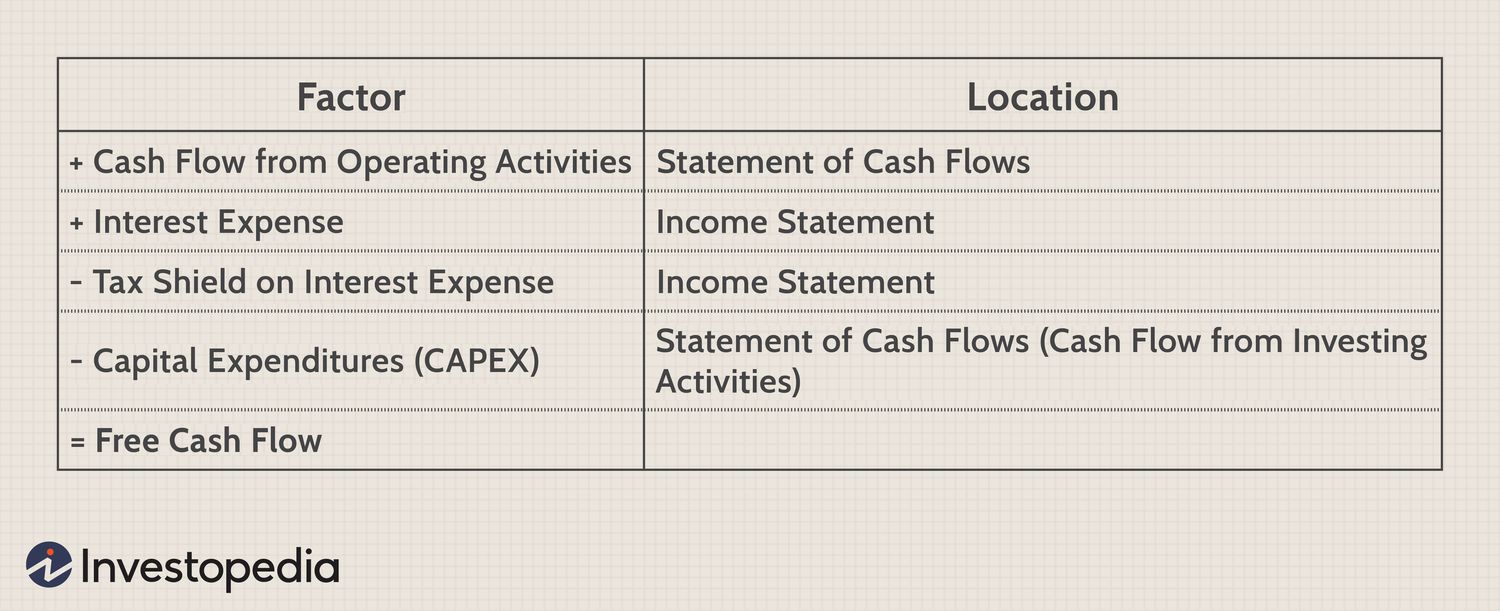 Factor
Location
+ Cash Flow from Operating Activities
Statement of Cash Flows
+ Interest Expense
Income Statement
- Tax Shield on Interest Expense
Income Statement
- Capital Expenditures (CAPEX)
Statement of Cash Flows (Cash Flow from Investing
Activities)
= Free Cash Flow
Investopedia